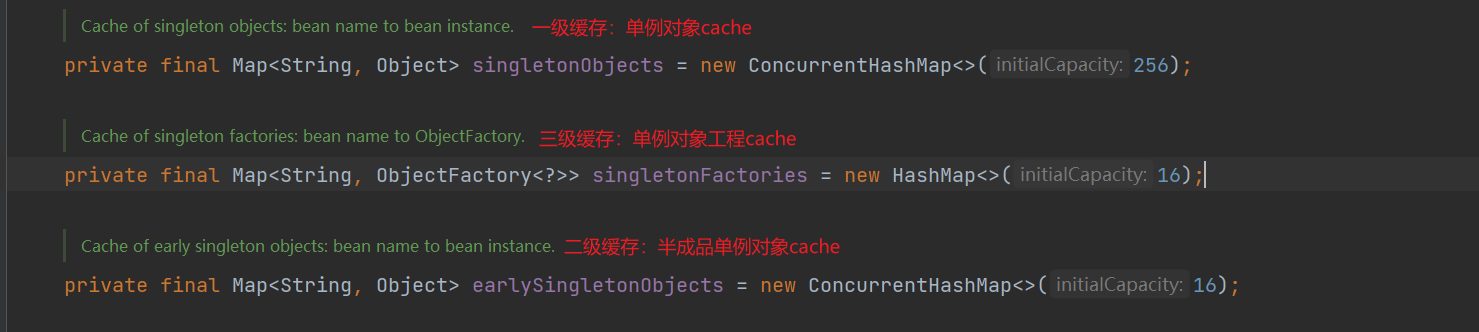 Cache of singleton objects: bean name to bean instance. 一级缓存：单例对象cache
private final Map<String, Object> singletonObjects = new ConcurrentHashMap<>( initialCapacity: 256);
Cache of singleton factories: bean name to ObjectFactory. 三级缓存：单例对象工程cache
private final Map<String, ObjectFactory<?>> singletonFactories = new HashMap<>( initialCapacity: 16);
Cache of early singleton objects: bean name to bean instance. 二级缓存：半成品单例对象cache
private final Map<String, Object> earlySingletonObjects = new ConcurrentHashMap<>( initialCapacity: 16);